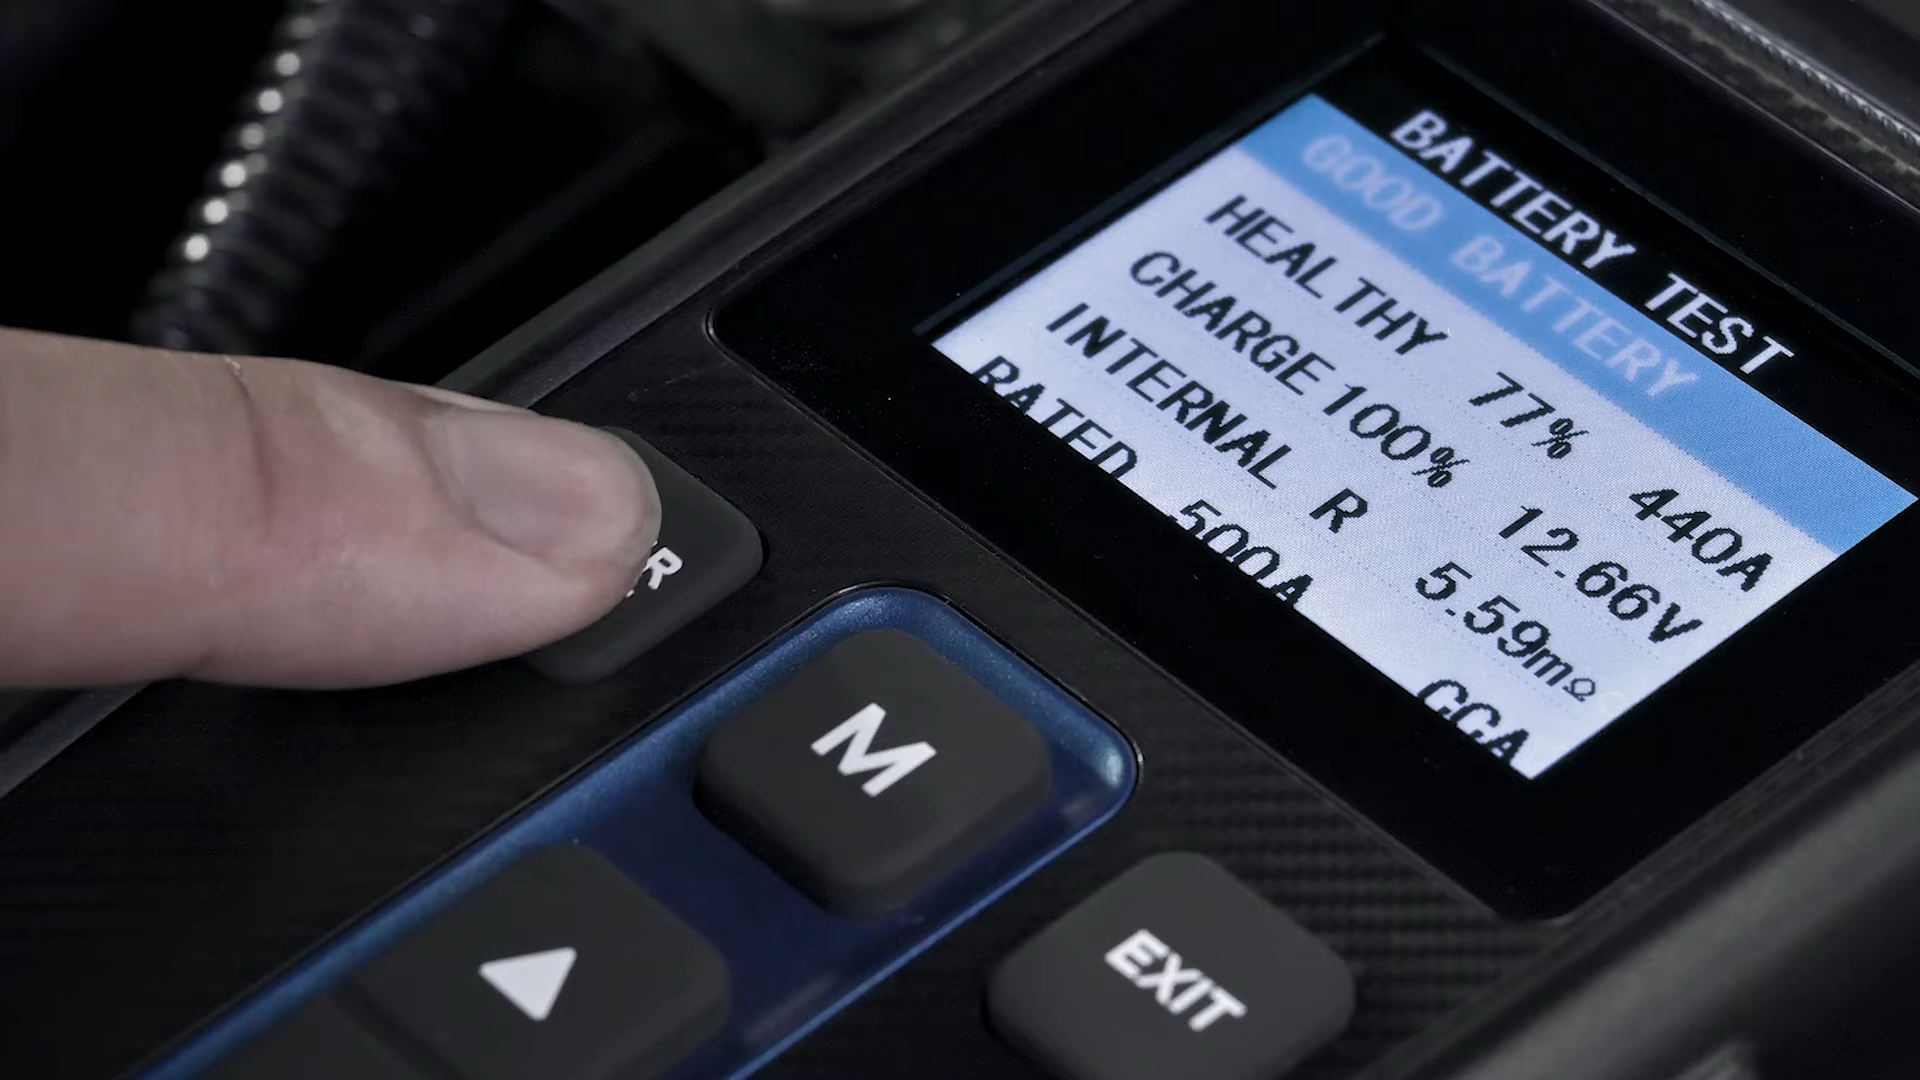 BATTERY TEST
GOOD BATTERY
HEALTHY 77% 440A
CHARGE 100% 12.66V
INTERNAL R 5.59mΩ
RATED 500A CCA
M
▲
EXIT